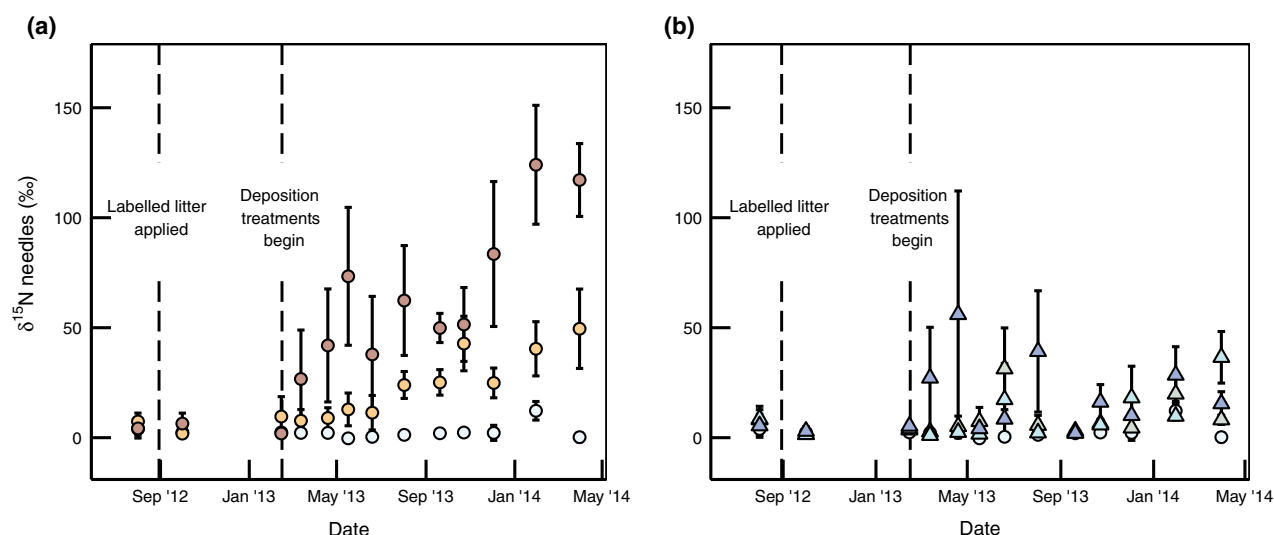 (a)
150
100
50
0
δ15N needles (‰)
Labelled litter
applied
Deposition
treatments
begin
Sep '12
Jan '13
May '13
Sep '13
Jan '14
May '14
Date
(b)
150
100
50
0
Labelled litter
applied
Deposition
treatments
begin
Sep '12
Jan '13
May '13
Sep '13
Jan '14
May '14
Date